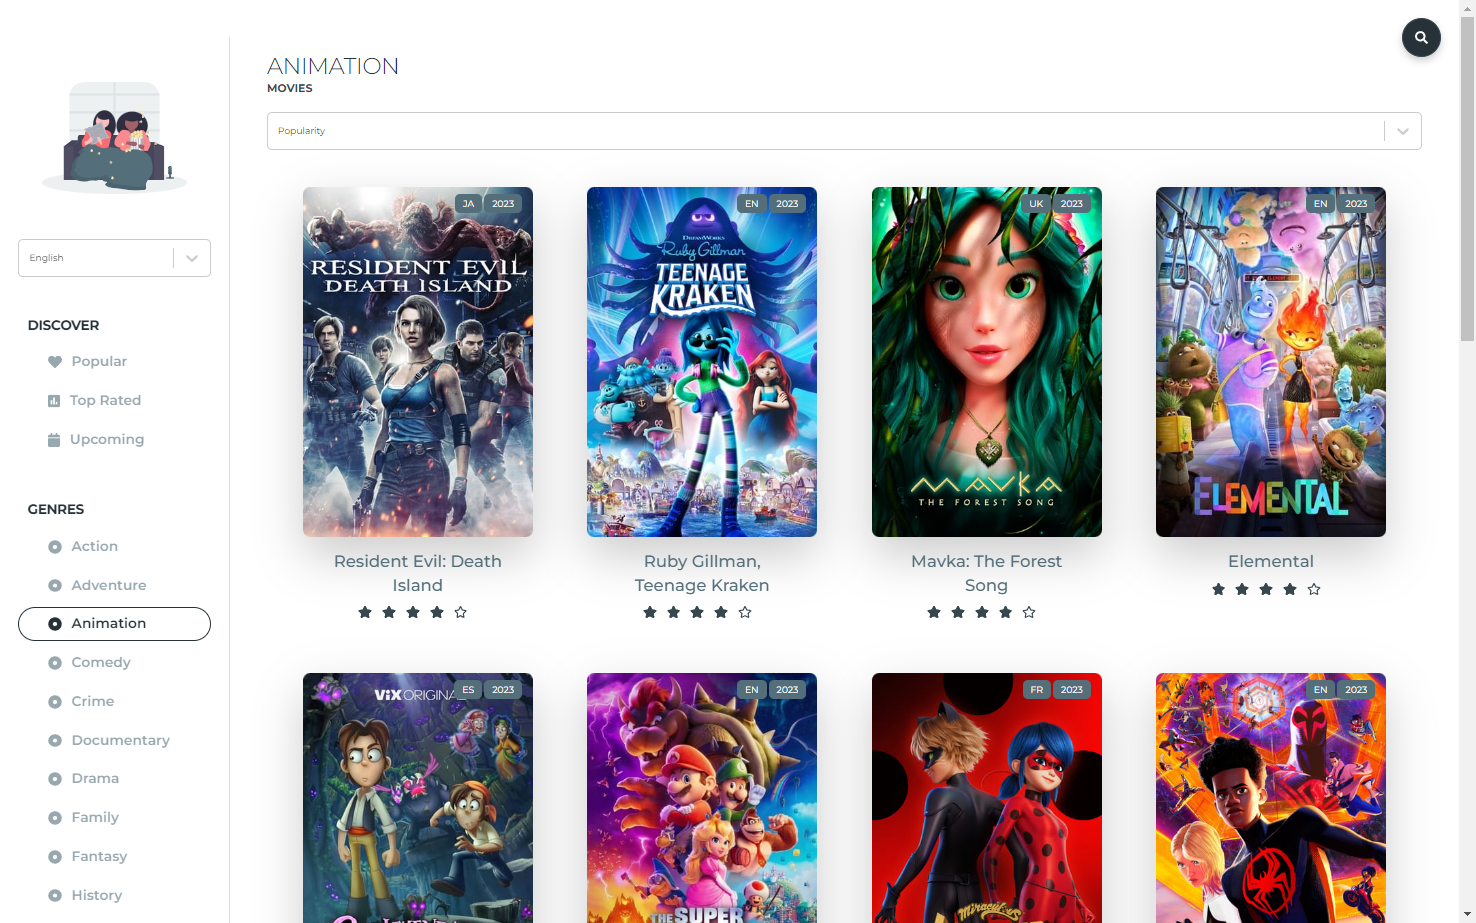 ANIMATION
MOVIES
Popularity
English
DISCOVER
Popular
Top Rated
Upcoming
GENRES
Action
Adventure
Animation
Comedy
Crime
Documentary
Drama
Family
Fantasy
History
JA 2023
RESIDENT EVIL
DEATH ISLAND
Resident Evil: Death
Island
EN 2023
DREAMWORKS
Ruby Gillman
TEENAGE
KRAKEN
Ruby Gillman,
Teenage Kraken
UK 2023
MAVKA
THE FOREST SONG
Mavka: The Forest
Song
EN 2023
ELEMENTAL
Elemental
ES 2023
ViX ORIGINA
EN 2023
THE SUPER
FR 2023
Miraculous
EN 2023